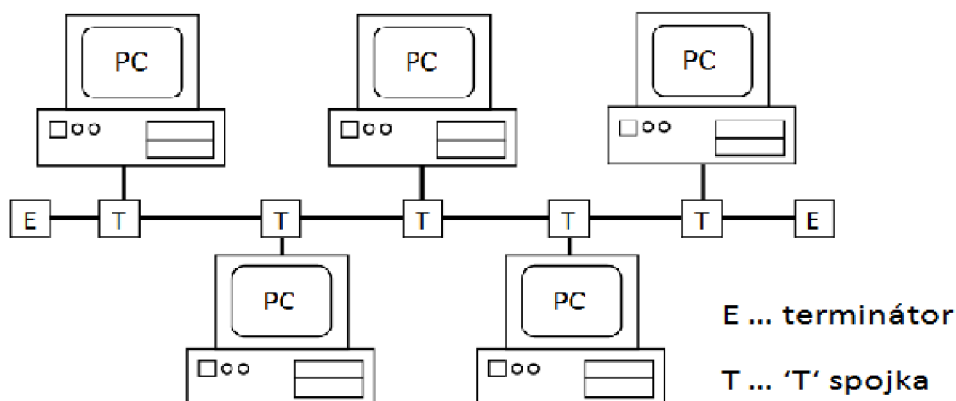 PC
PC
PC
E T T T T T E
PC
PC
E ... terminátor
T ... ‘T‘ spojka